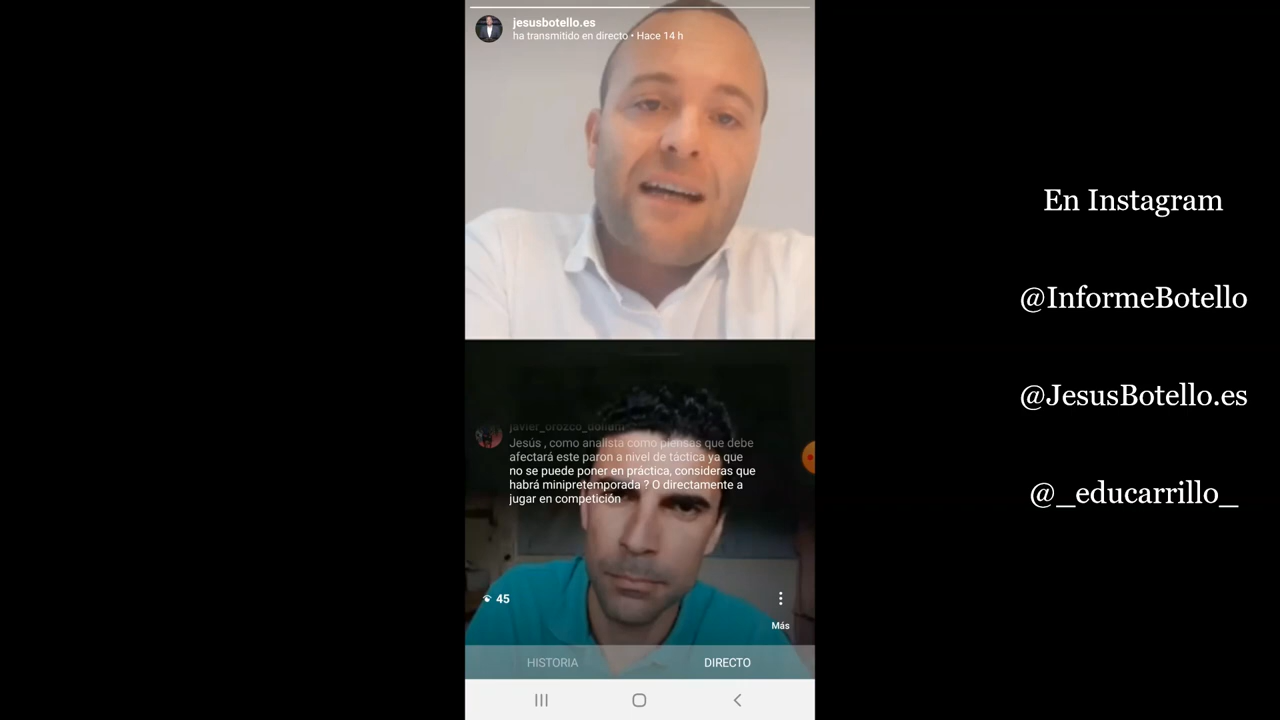 jesusbotello.es
ha transmitido en directo • Hace 14 h
En Instagram
@InformeBotello
@JesusBotello.es
@_educarrillo_
Jesús , como analista como piensas que debe
afectará este paron a nivel de táctica ya que
no se puede poner en práctica, consideras que
habrá minipretemporada ? O directamente a
jugar en competición
45
Más
HISTORIA
DIRECTO